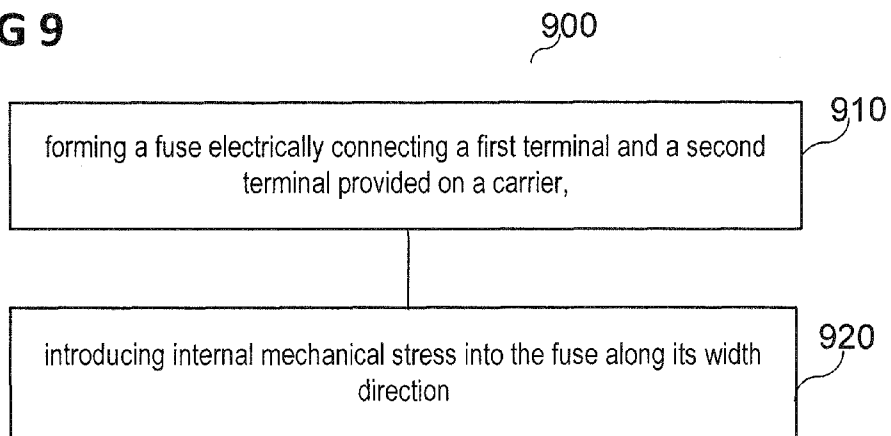 G 9
900
910
forming a fuse electrically connecting a first terminal and a second
terminal provided on a carrier,
920
introducing internal mechanical stress into the fuse along its width
direction